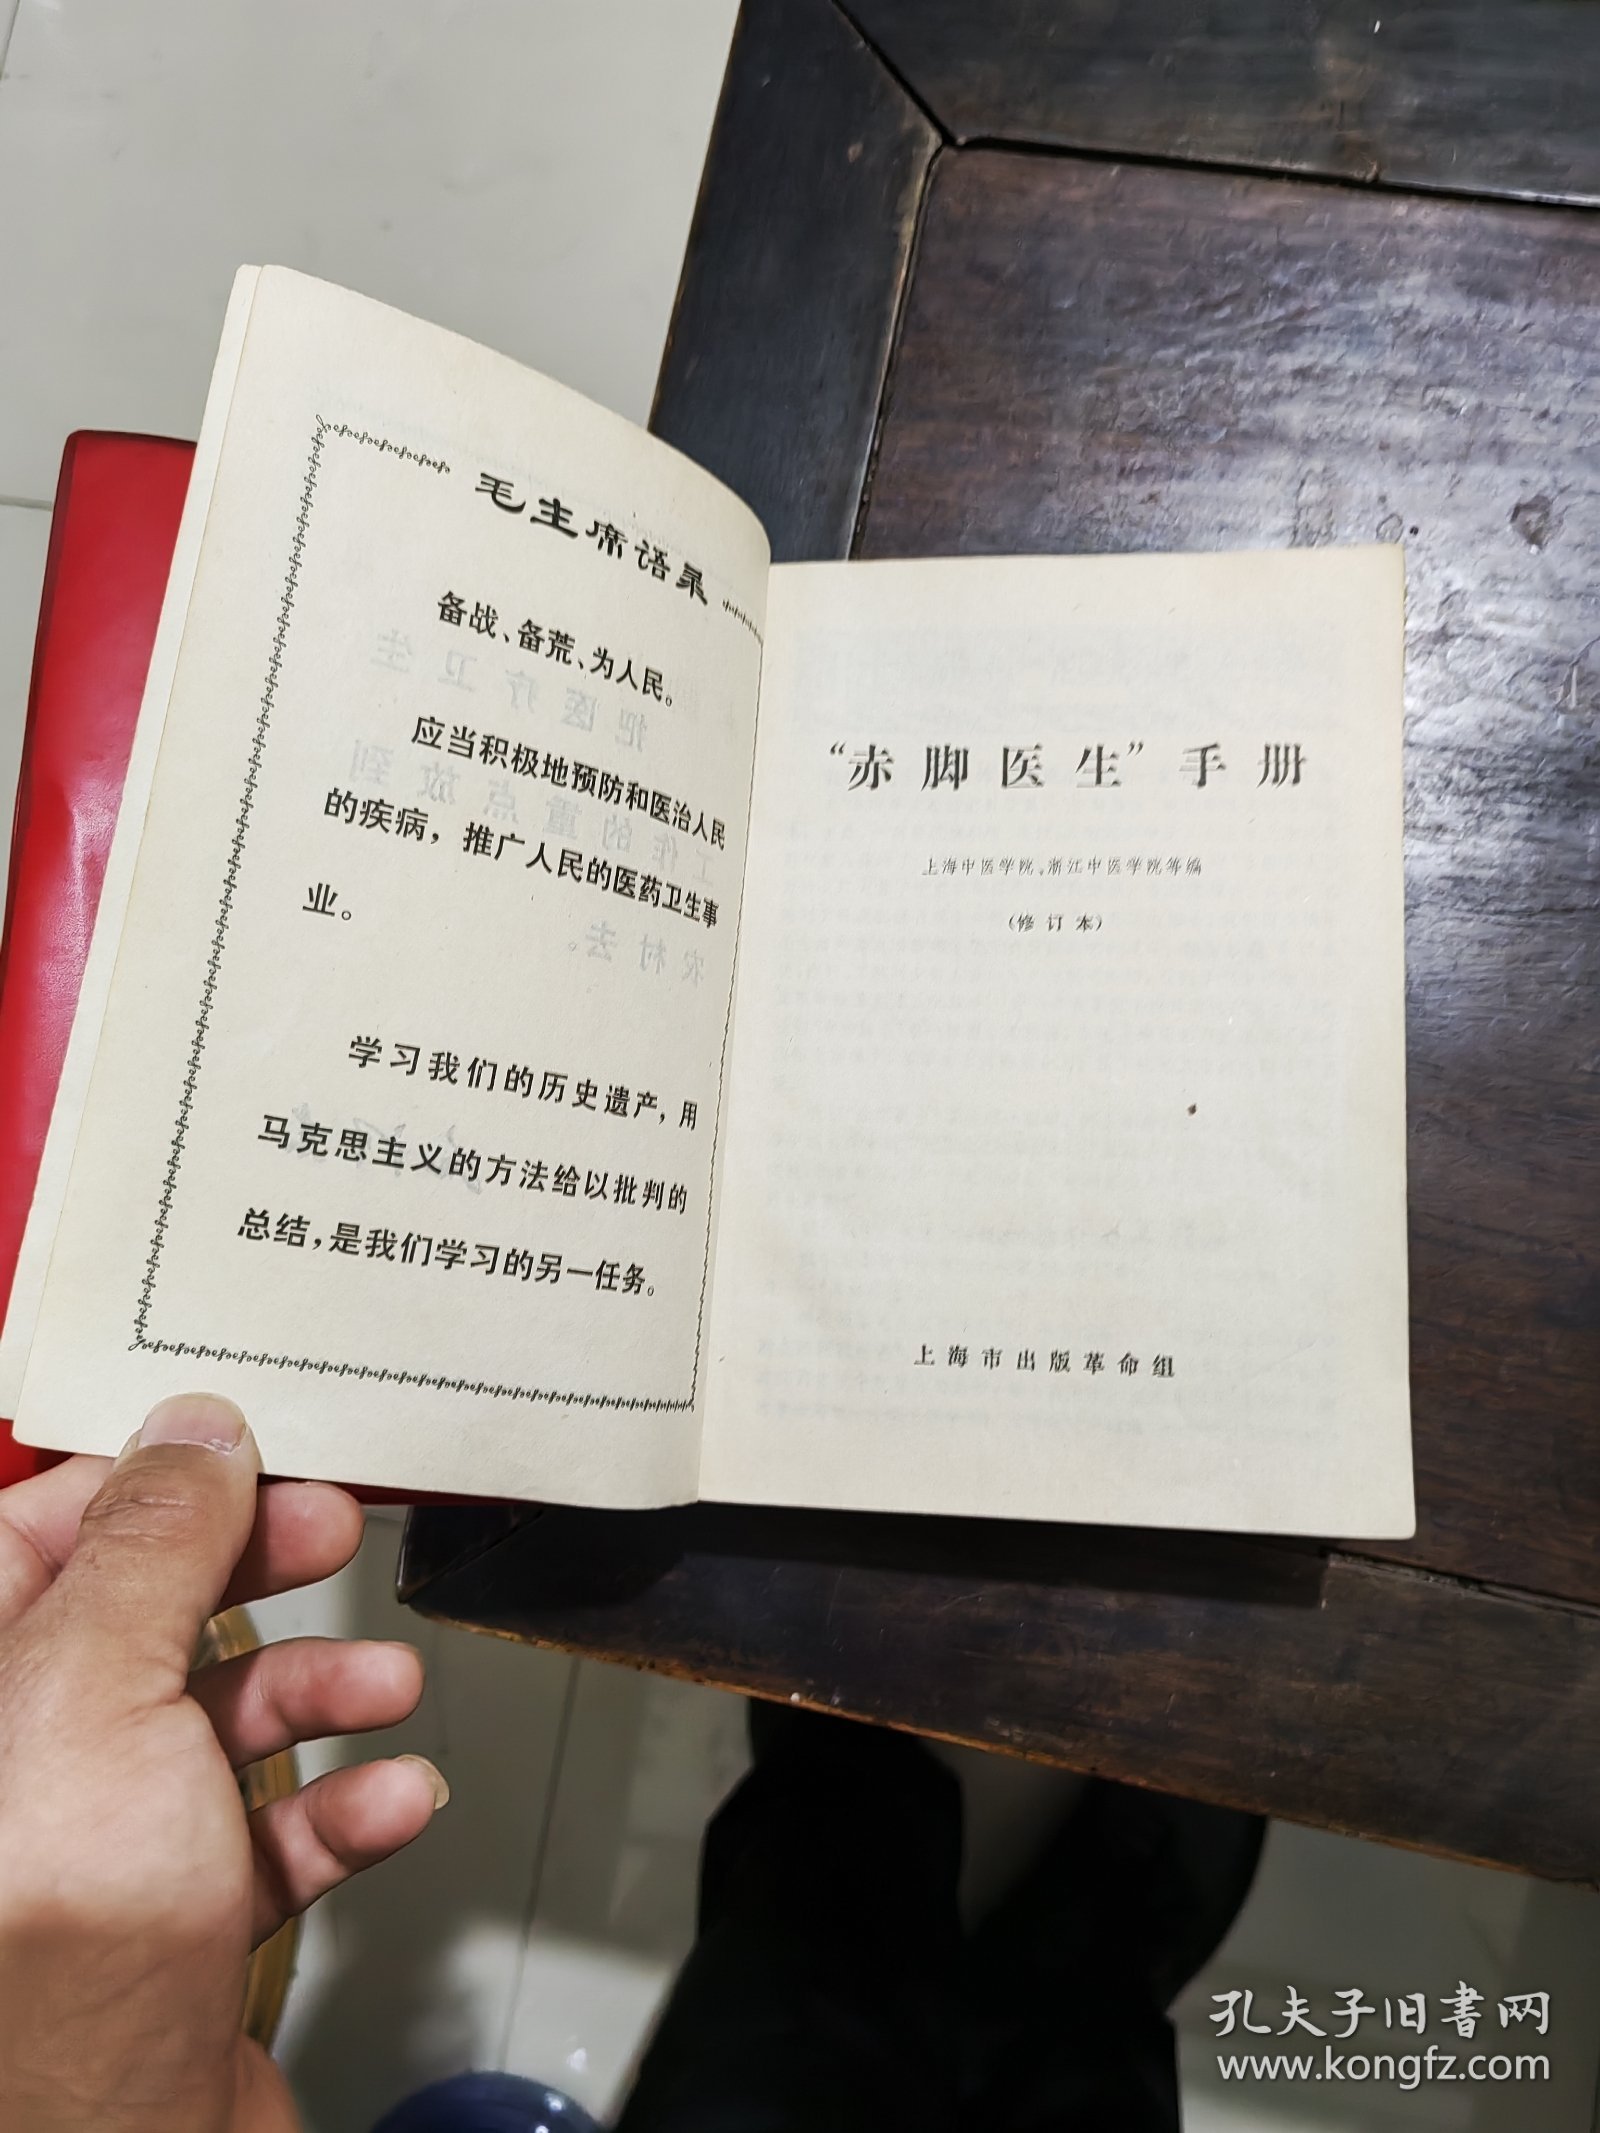 毛主席语录
备战、备荒、为人民。
应当积极地预防和医治人民
的疾病，推广人民的医药卫生事
业。
学习我们的历史遗产，用
马克思主义的方法给以批判的
总结，是我们学习的另一任务。
“赤脚医生”手册
上海中医学院、浙江中医学院等编
（修订本）
上海市出版革命组
孔夫子旧書网
www.kongfz.com